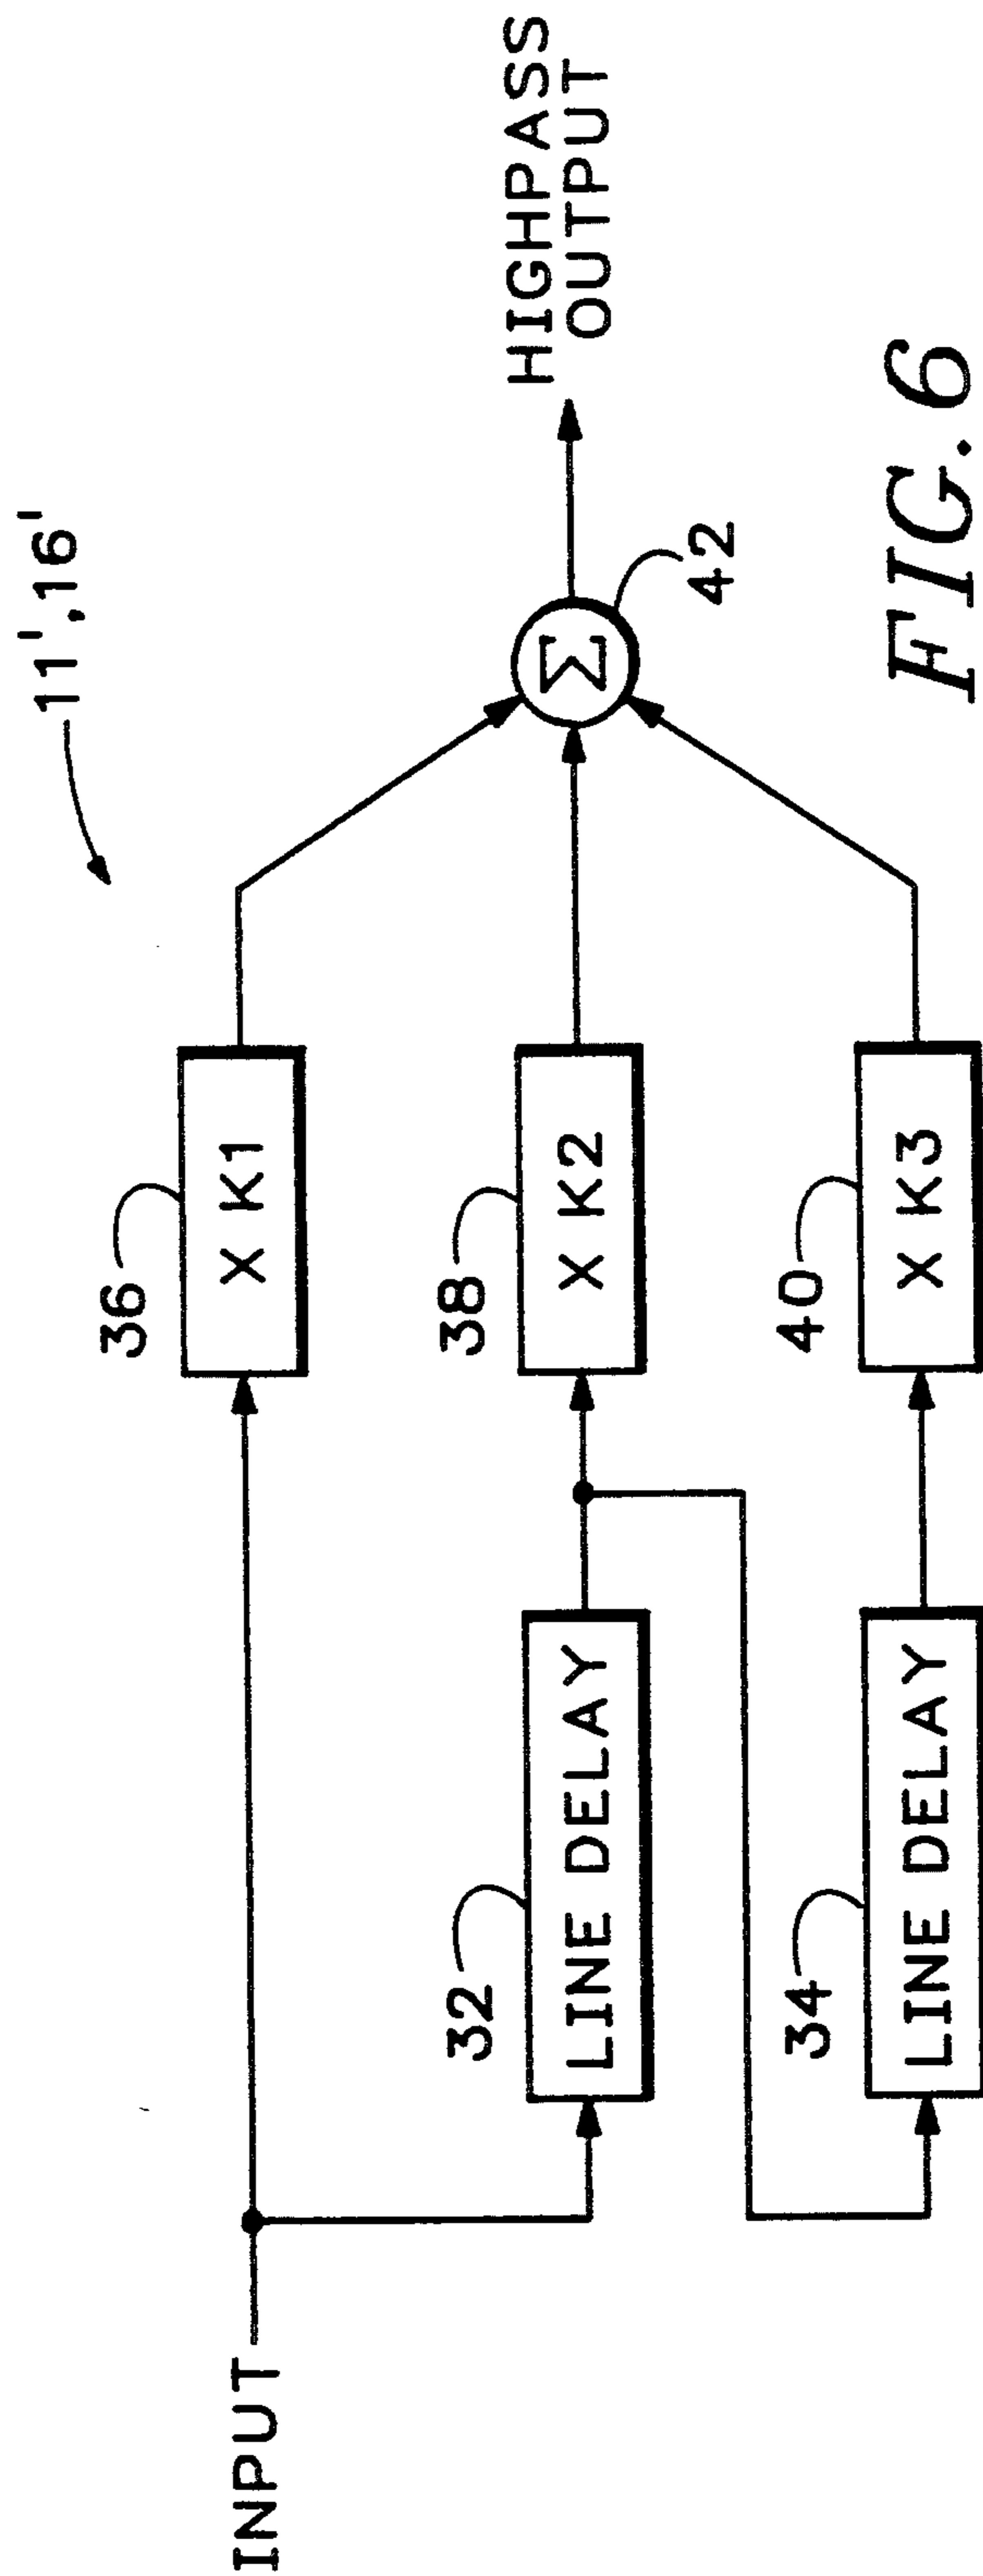 11',16'
INPUT
36
X K1
32
LINE DELAY
38
X K2
Σ
42
HIGHPASS
OUTPUT
34
LINE DELAY
40
X K3
FIG. 6